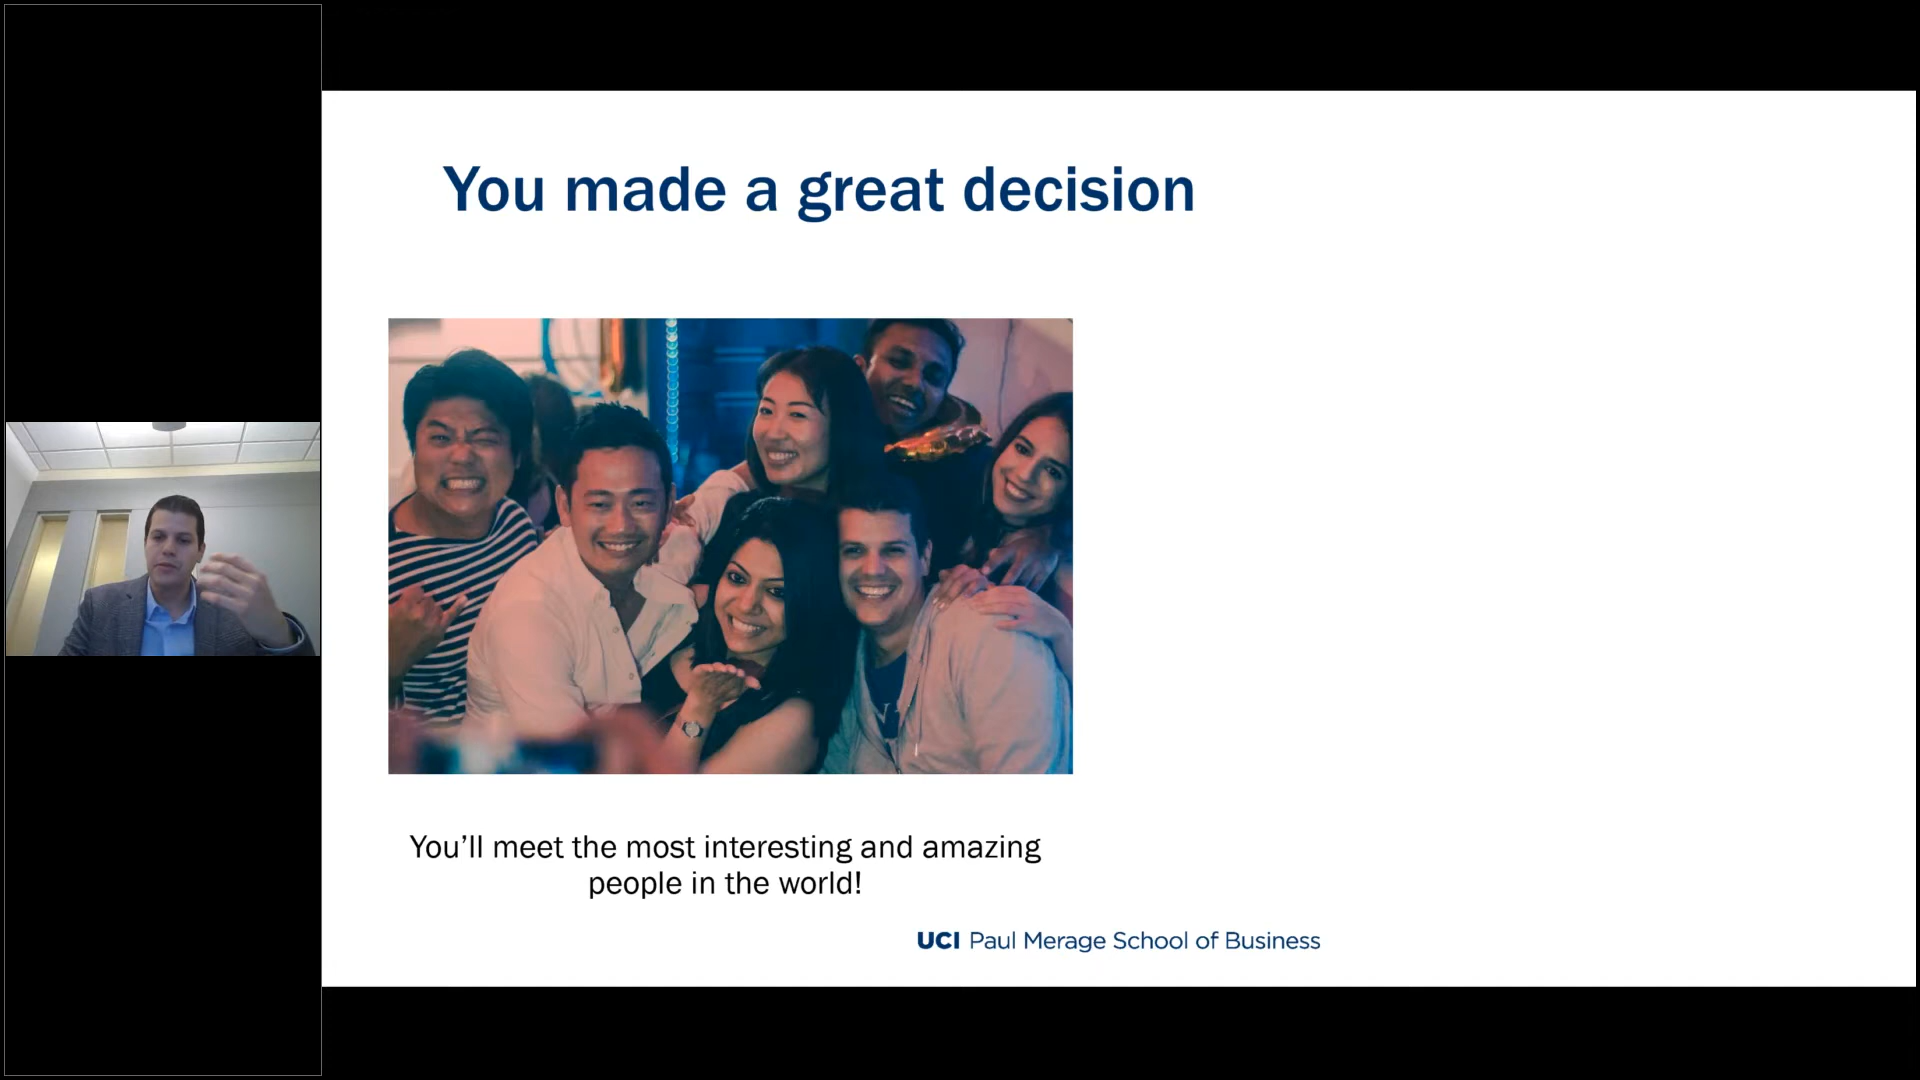 You made a great decision
You’ll meet the most interesting and amazing
people in the world!
UCI Paul Merage School of Business